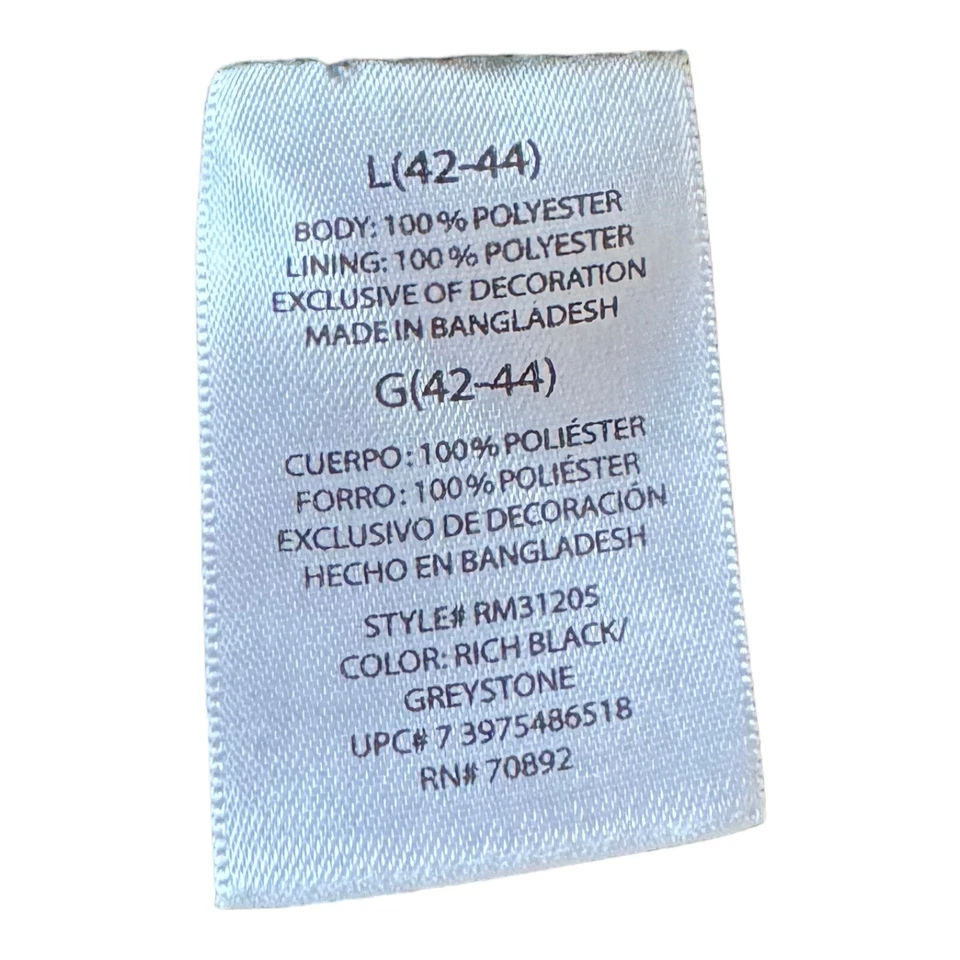 L(42-44)
BODY: 100% POLYESTER
LINING: 100% POLYESTER
EXCLUSIVE OF DECORATION
MADE IN BANGLADESH
G(42-44)
CUERPO: 100% POLIÉSTER
FORRO: 100% POLIÉSTER
EXCLUSIVO DE DECORACIÓN
HECHO EN BANGLADESH
STYLE# RM31205
COLOR: RICH BLACK/
GREYSTONE
UPC# 7 3975486518
RN# 70892